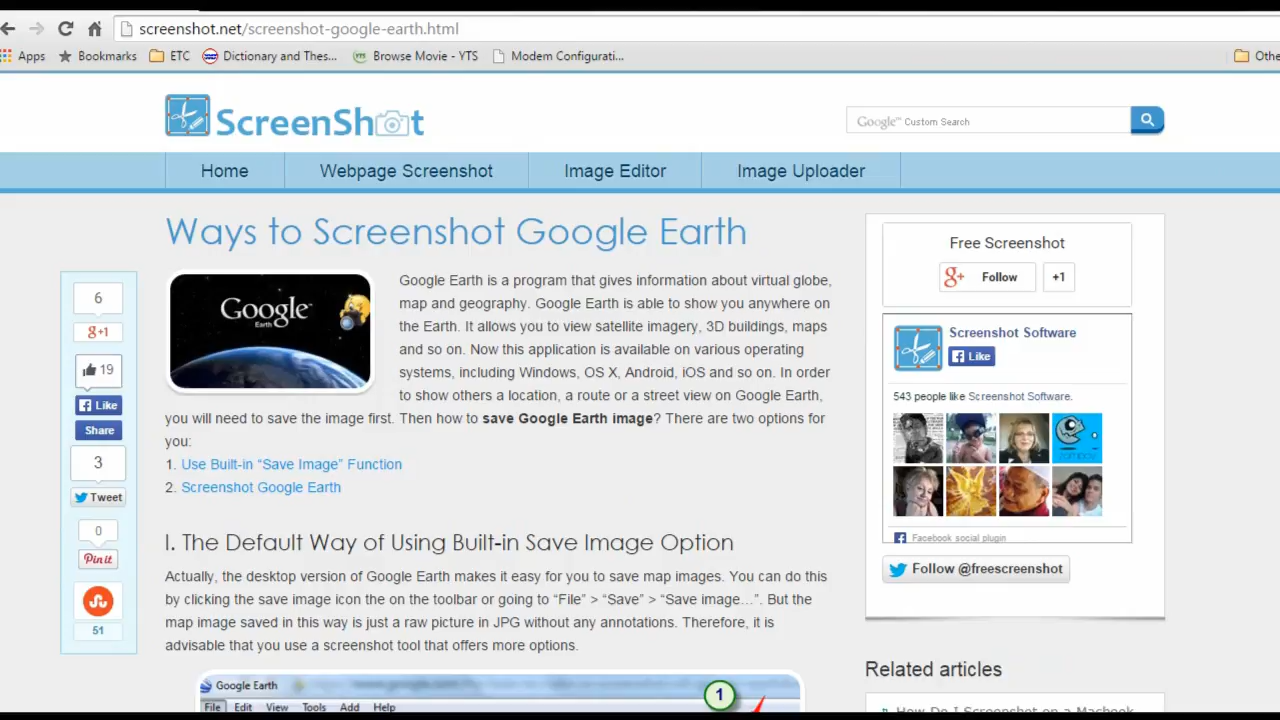 screenshot.net/screenshot-google-earth.html
Apps
Bookmarks
ETC
Dictionary and Thes...
Browse Movie - YTS
Modem Configurati...
Othe
ScreenShot
Google™ Custom Search
Home
Webpage Screenshot
Image Editor
Image Uploader
Ways to Screenshot Google Earth
6
g+1
19
Like
Share
3
Tweet
0
Pin it
51
Google
Earth
Google Earth is a program that gives information about virtual globe,
map and geography. Google Earth is able to show you anywhere on
the Earth. It allows you to view satellite imagery, 3D buildings, maps
and so on. Now this application is available on various operating
systems, including Windows, OS X, Android, iOS and so on. In order
to show others a location, a route or a street view on Google Earth,
you will need to save the image first. Then how to save Google Earth image? There are two options for
you:
1. Use Built-in “Save Image” Function
2. Screenshot Google Earth
I. The Default Way of Using Built-in Save Image Option
Actually, the desktop version of Google Earth makes it easy for you to save map images. You can do this
by clicking the save image icon the on the toolbar or going to “File” > “Save” > “Save image…”. But the
map image saved in this way is just a raw picture in JPG without any annotations. Therefore, it is
advisable that you use a screenshot tool that offers more options.
Google Earth
1
File Edit View Tools Add Help
Free Screenshot
g+ Follow
+1
Screenshot Software
Like
543 people like Screenshot Software.
Facebook social plugin
Follow @freescreenshot
Related articles
How Do I Screenshot on a Macbook